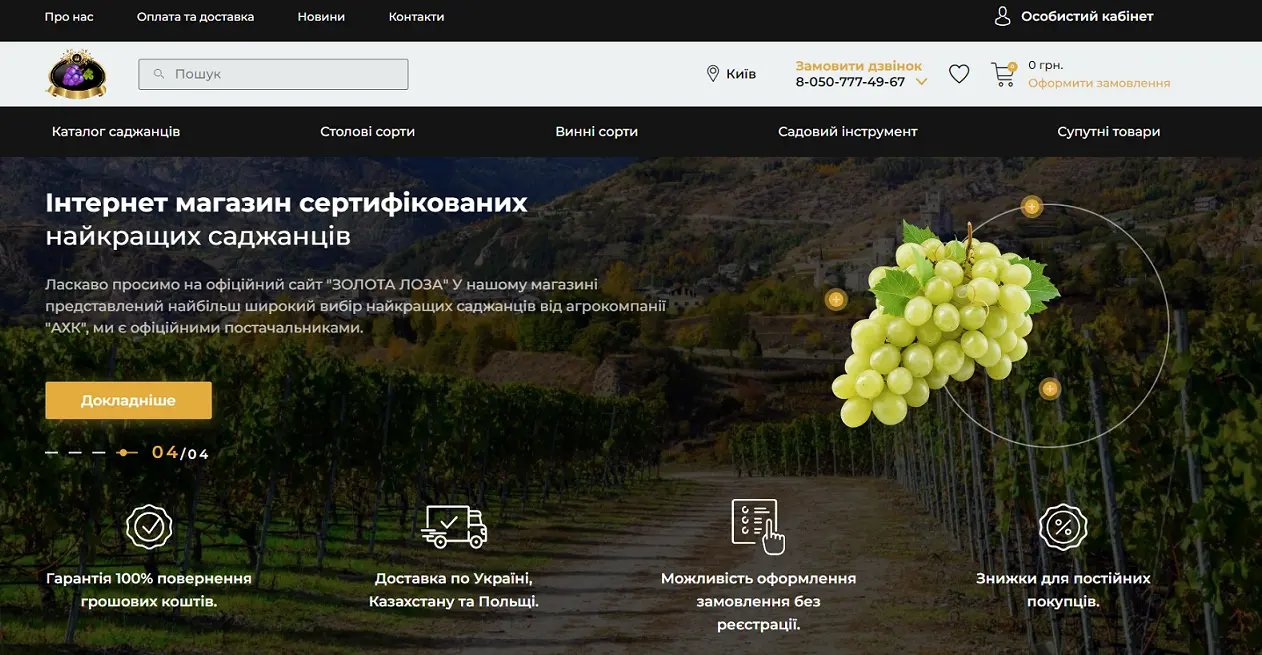 Про нас
Оплата та доставка
Новини
Контакти
Особистий кабінет
Пошук
Київ
Замовити дзвінок
8-050-777-49-67
0
0 грн.
Оформити замовлення
Каталог саджанців
Столові сорти
Винні сорти
Садовий інструмент
Супутні товари
Інтернет магазин сертифікованих
найкращих саджанців
Ласкаво просимо на офіційний сайт "ЗОЛОТА ЛОЗА" У нашому магазині
представлений найбільш широкий вибір найкращих саджанців від агрокомпанії
"АХК", ми є офіційними постачальниками.
Докладніше
04/04
Гарантія 100% повернення
грошових коштів.
Доставка по Україні,
Казахстану та Польщі.
Можливість оформлення
замовлення без
реєстрації.
Знижки для постійних
покупців.